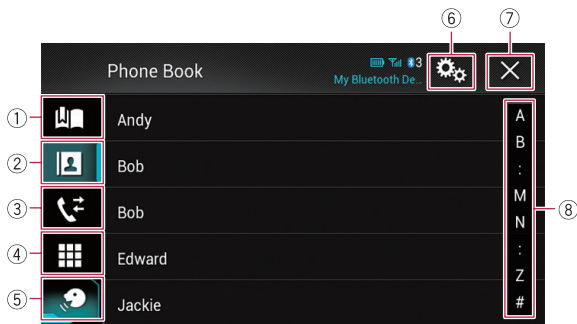 ⑥ ⑦
Phone Book
3
My Bluetooth De...
① Andy
② Bob
③ Bob
④ Edward
⑤ Jackie
A
B
:
M
N
:
Z
#
⑧